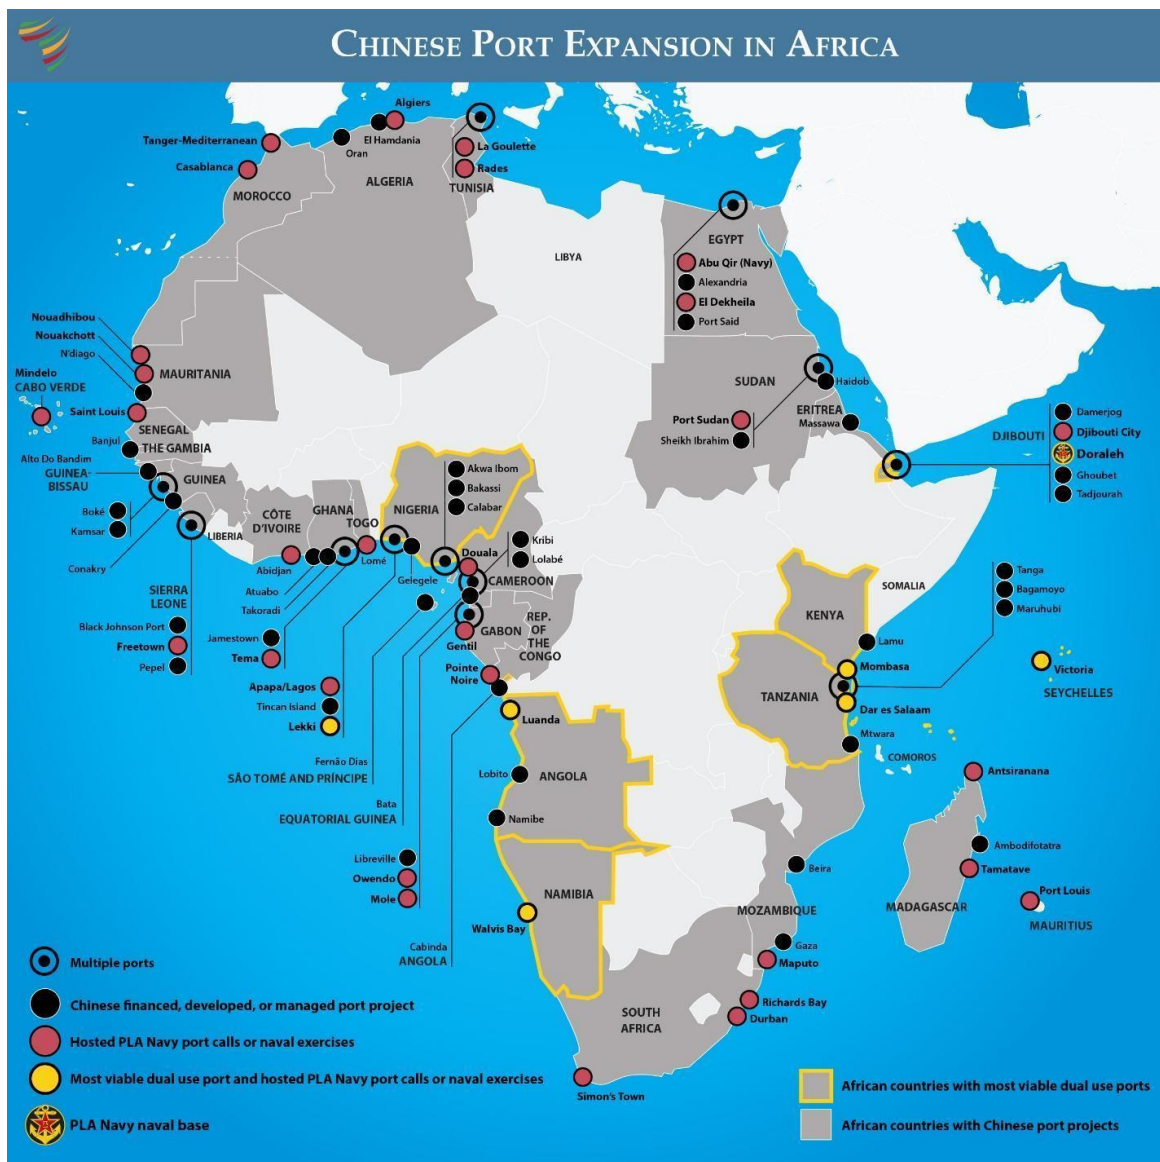 CHINESE PORT EXPANSION IN AFRICA
Algiers
El Hamdania
Oran
Tanger-Mediterranean
Casablanca
MOROCCO
ALGERIA
La Goulette
Rades
TUNISIA
LIBYA
EGYPT
Abu Qir (Navy)
Alexandria
El Dekheila
Port Said
Nouadhibou
Nouakchott
N'diago
MAURITANIA
Mindelo
CABO VERDE
Saint Louis
SENEGAL
Banjul
THE GAMBIA
Alto Do Bandim
GUINEA-
BISSAU
GUINEA
Boké
Kamsar
Conakry
LIBERIA
SIERRA
LEONE
Black Johnson Port
Freetown
Pepel
CÔTE
D'IVOIRE
Abidjan
GHANA
TOGO
Lomé
Atuabo
Takoradi
Jamestown
Tema
NIGERIA
Akwa Ibom
Bakassi
Calabar
Gelegele
Apapa/Lagos
Tincan Island
Lekki
Douala
Kribi
Lolabé
CAMEROON
Fernão Dias
SÃO TOMÉ AND PRÍNCIPE
Bata
EQUATORIAL GUINEA
GABON
Gentil
Libreville
Owendo
Mole
REP.
OF
THE
CONGO
Pointe
Noire
Cabinda
ANGOLA
Luanda
Lobito
ANGOLA
Namibe
NAMIBIA
Walvis Bay
SOUTH
AFRICA
Simon's Town
Durban
Richards Bay
Maputo
Gaza
MOZAMBIQUE
Beira
SUDAN
Haidob
Port Sudan
Sheikh Ibrahim
ERITREA
Massawa
DJIBOUTI
Damerjog
Djibouti City
Doraleh
Ghoubet
Tadjourah
SOMALIA
KENYA
Lamu
Mombasa
TANZANIA
Tanga
Bagamoyo
Maruhubi
Dar es Salaam
Mtwara
COMOROS
Victoria
SEYCHELLES
Antsiranana
Ambodifotatra
Tamatave
MADAGASCAR
Port Louis
MAURITIUS
Multiple ports
Chinese financed, developed, or managed port project
Hosted PLA Navy port calls or naval exercises
Most viable dual use port and hosted PLA Navy port calls or naval exercises
PLA Navy naval base
African countries with most viable dual use ports
African countries with Chinese port projects